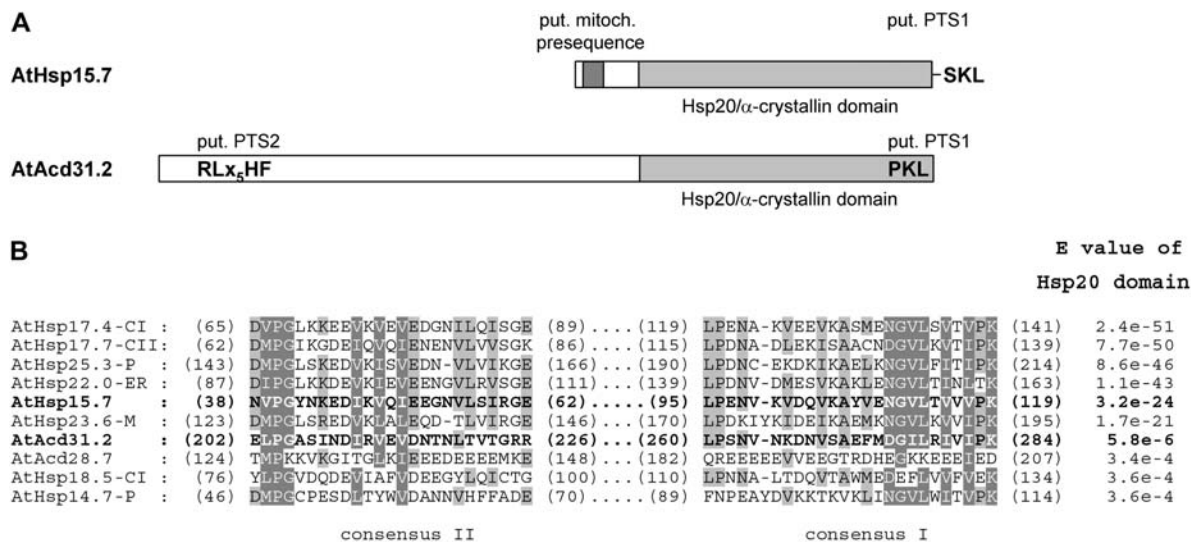 A
put. mitoch. presequence
put. PTS1
AtHsp15.7
SKL
Hsp20/α-crystallin domain
put. PTS2
put. PTS1
AtAcd31.2
RLx5HF
PKL
Hsp20/α-crystallin domain
B
E value of
Hsp20 domain
AtHsp17.4-CI : (65) DVPGLKKEEVKVEVEDGNILQISGE (89).....(119) LPENA-KVEEVKASMENGVLSVTVPK (141) 2.4e-51
AtHsp17.7-CII: (62) DMPGIKGDEIQVQIENENVLVVSGK (86).....(115) LPDNA-DLEKISAACNDGVLKVTIPK (139) 7.7e-50
AtHsp25.3-P : (143) DMPGLSKEDVKISVEDN-VLVIKGE (166).....(190) LPDNC-EKDKIKAELKNGVLFITIPK (214) 8.6e-46
AtHsp22.0-ER : (87) DIPGLKKDEVKIEVEENGVLRVSGE (111).....(139) LPDNV-DMESVKAKLENGVLTINLTK (163) 1.1e-43
AtHsp15.7 : (38) NVPGYNKEDIKVQIEEGNVLSIRGE (62).....(95) LPENV-KVDQVKAYVENGVLTVVVPK (119) 3.2e-24
AtHsp23.6-M : (123) DMPGLSREDVKLALEQDT-LVIRGE (146).....(171) LPDKIYKIDEIKAEMKNGVLKVVIPK (195) 1.7e-21
AtAcd31.2 : (202) ELPGASINDIRVEVDNTNLTVTGRR (226).....(260) LPSNV-NKDNVSAEFMDGILRIVIPK (284) 5.8e-6
AtAcd28.7 : (124) TMPKKVKGITGLKIEEEDEEEEMKE (148).....(182) QREEEEEVVEEGTRDHEGKKEEEIED (207) 3.4e-4
AtHsp18.5-CI : (76) YLPGVDQDEVIAFVDEEGYLQICTG (101).....(110) LPNNA-LTDQVTAWMEDEFLVVFVEK (134) 3.6e-4
AtHsp14.7-P : (46) DMPGCPESDLTYWVDANNVHFFADE (70).....(89) FNPEAYDVKKTKVKLINGVLWITVPK (114) 3.6e-4
consensus II
consensus I